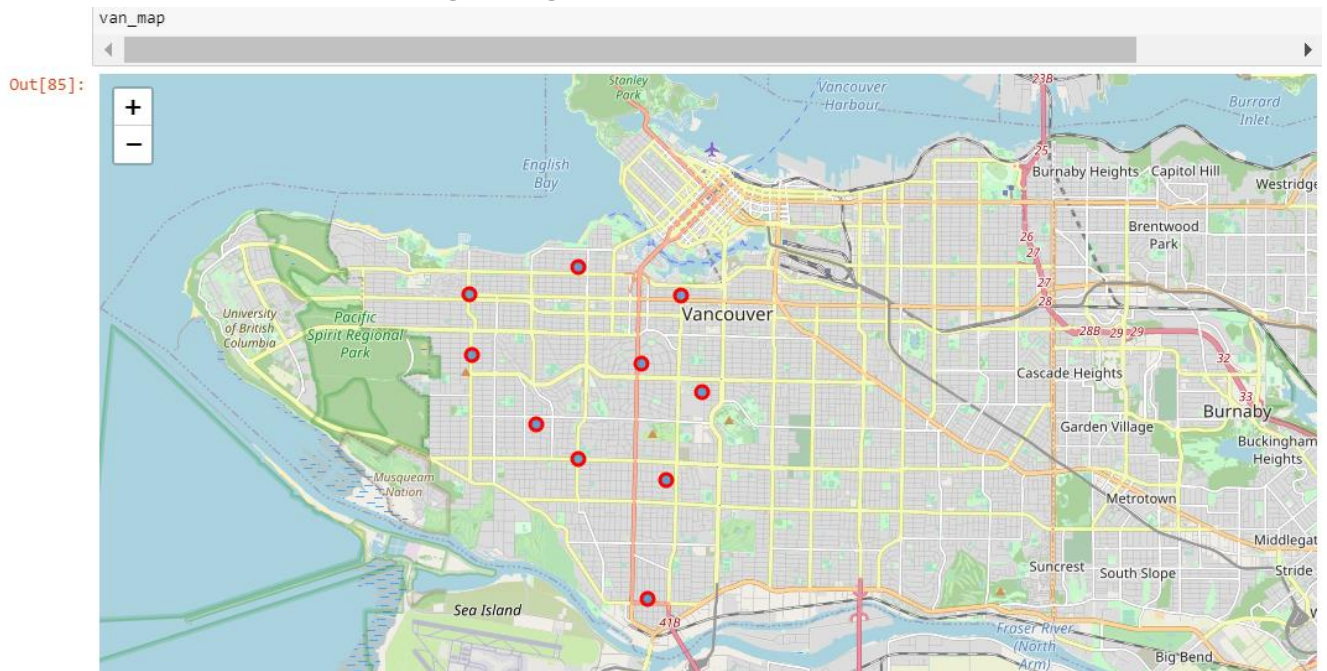 van_map
Out[85]:
+
−
Stanley
Park
Vancouver
Harbour
23B
Burrard
Inlet
English
Bay
25
Burnaby Heights
Capitol Hill
Westridge
26
27
Brentwood
Park
27
28
University
of British
Columbia
Pacific
Spirit Regional
Park
Vancouver
28B
29
29
32
Cascade Heights
33
Burnaby
Garden Village
Buckingham
Heights
Musqueam
Nation
Metrotown
Middlegat
Suncrest
South Slope
Stride
Sea Island
41B
Fraser River
(North
Arm)
Big Bend